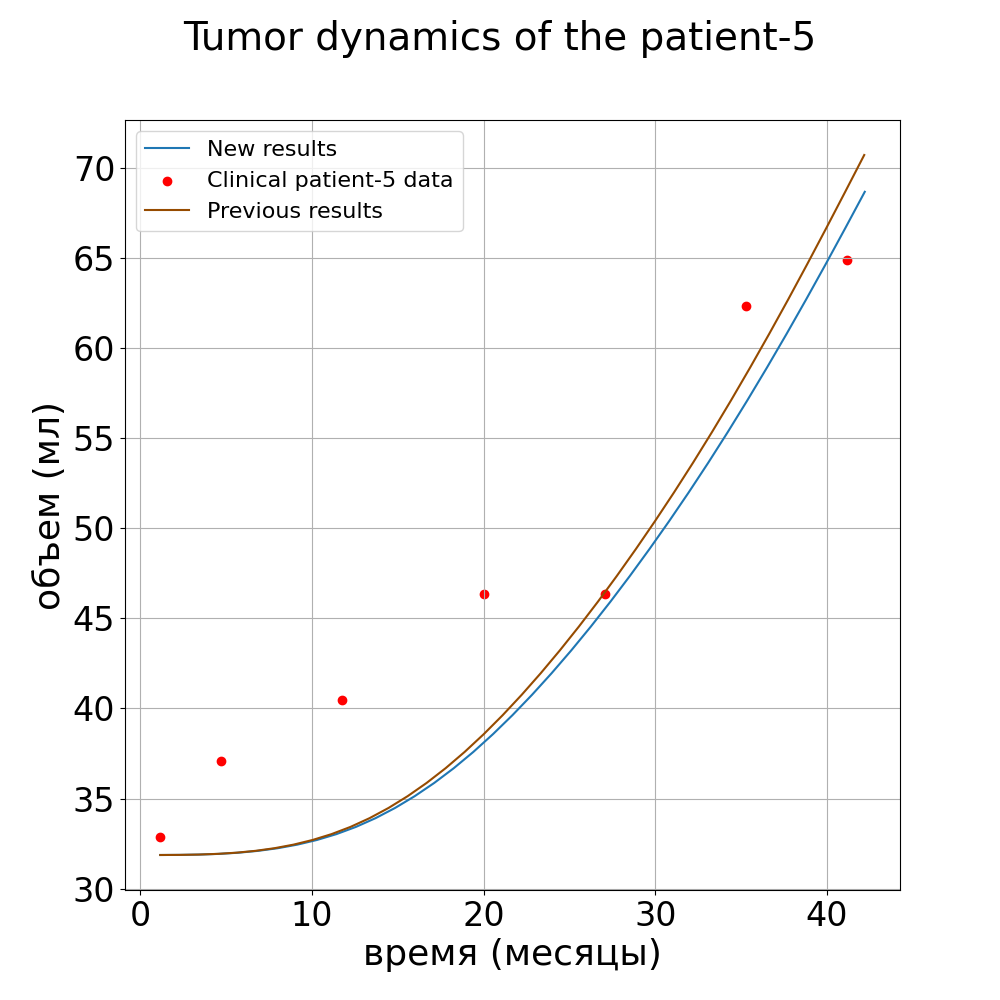 Tumor dynamics of the patient-5
New results
Clinical patient-5 data
Previous results
70
65
60
55
50
45
40
35
30
объем (мл)
0 10 20 30 40
время (месяцы)